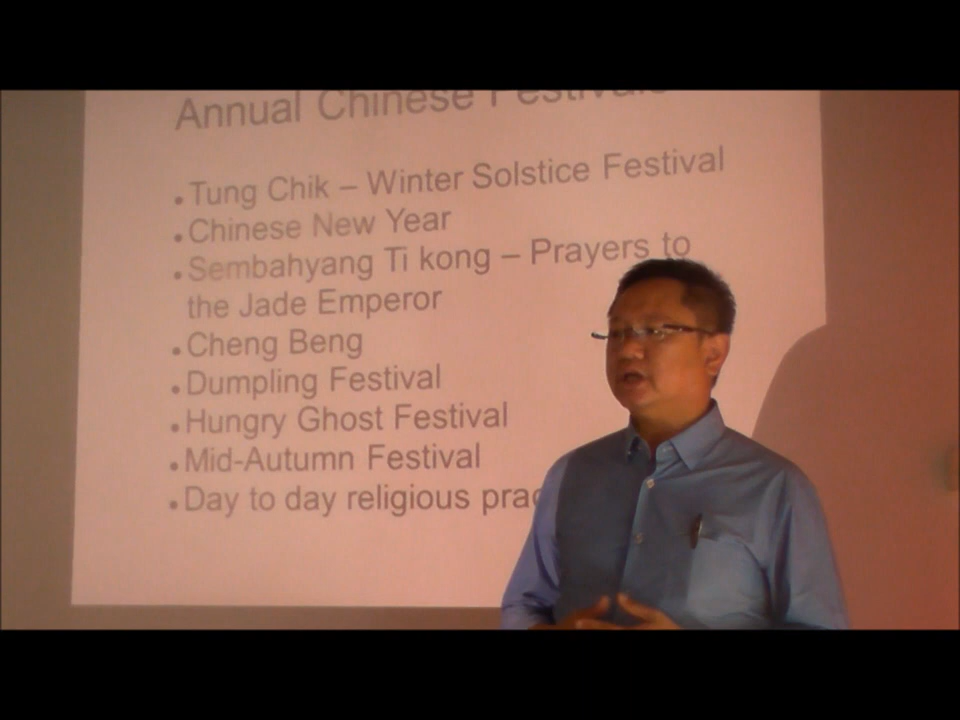 Annual Chinese Festivals
• Tung Chik – Winter Solstice Festival
• Chinese New Year
• Sembahyang Ti kong – Prayers to
the Jade Emperor
• Cheng Beng
• Dumpling Festival
• Hungry Ghost Festival
• Mid-Autumn Festival
• Day to day religious